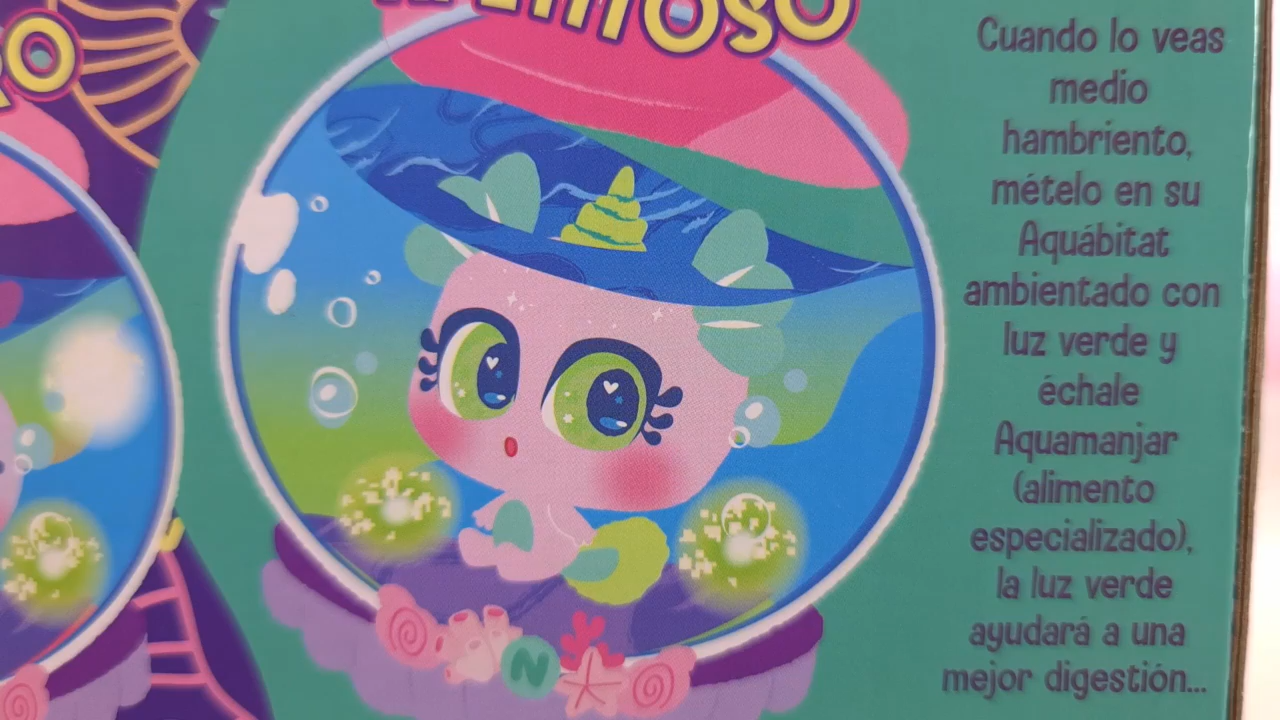 Cuando lo veas
medio
hambriento,
mételo en su
Aquábitat
ambientado con
luz verde y
échale
Aquamanjar
(alimento
especializado),
la luz verde
ayudará a una
mejor digestión...
N